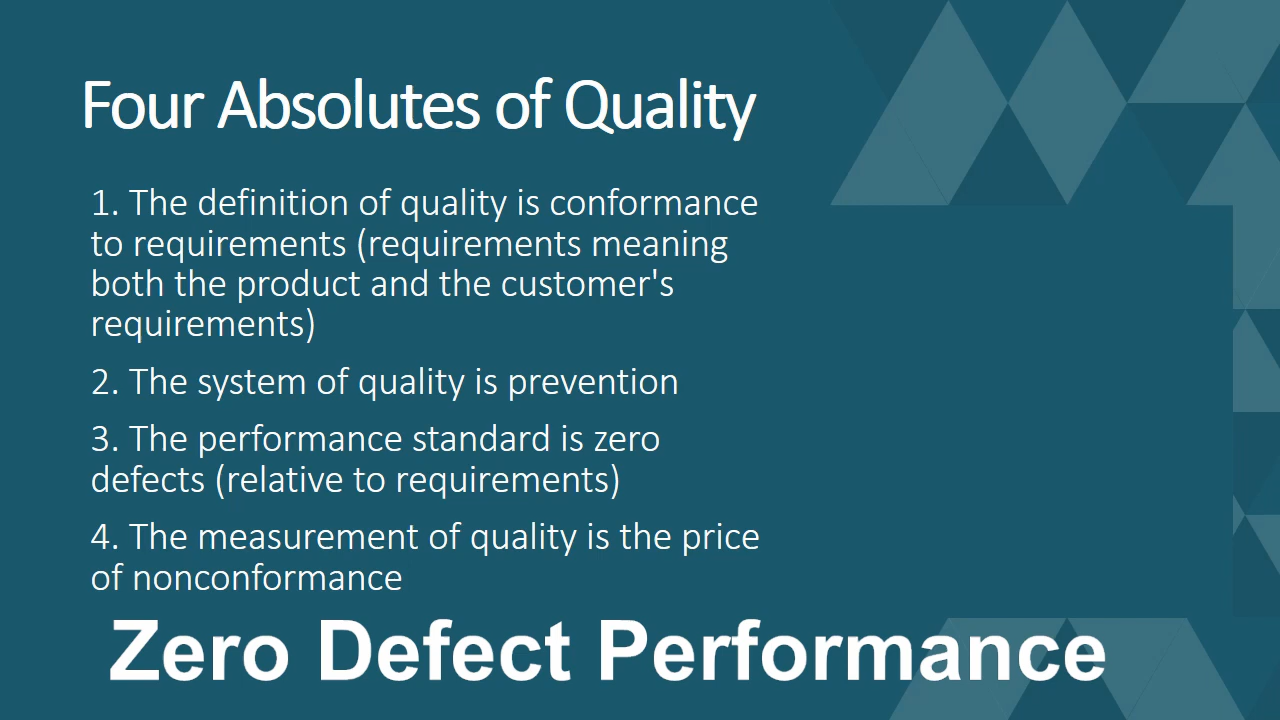 Four Absolutes of Quality
1. The definition of quality is conformance
to requirements (requirements meaning
both the product and the customer's
requirements)
2. The system of quality is prevention
3. The performance standard is zero
defects (relative to requirements)
4. The measurement of quality is the price
of nonconformance
Zero Defect Performance